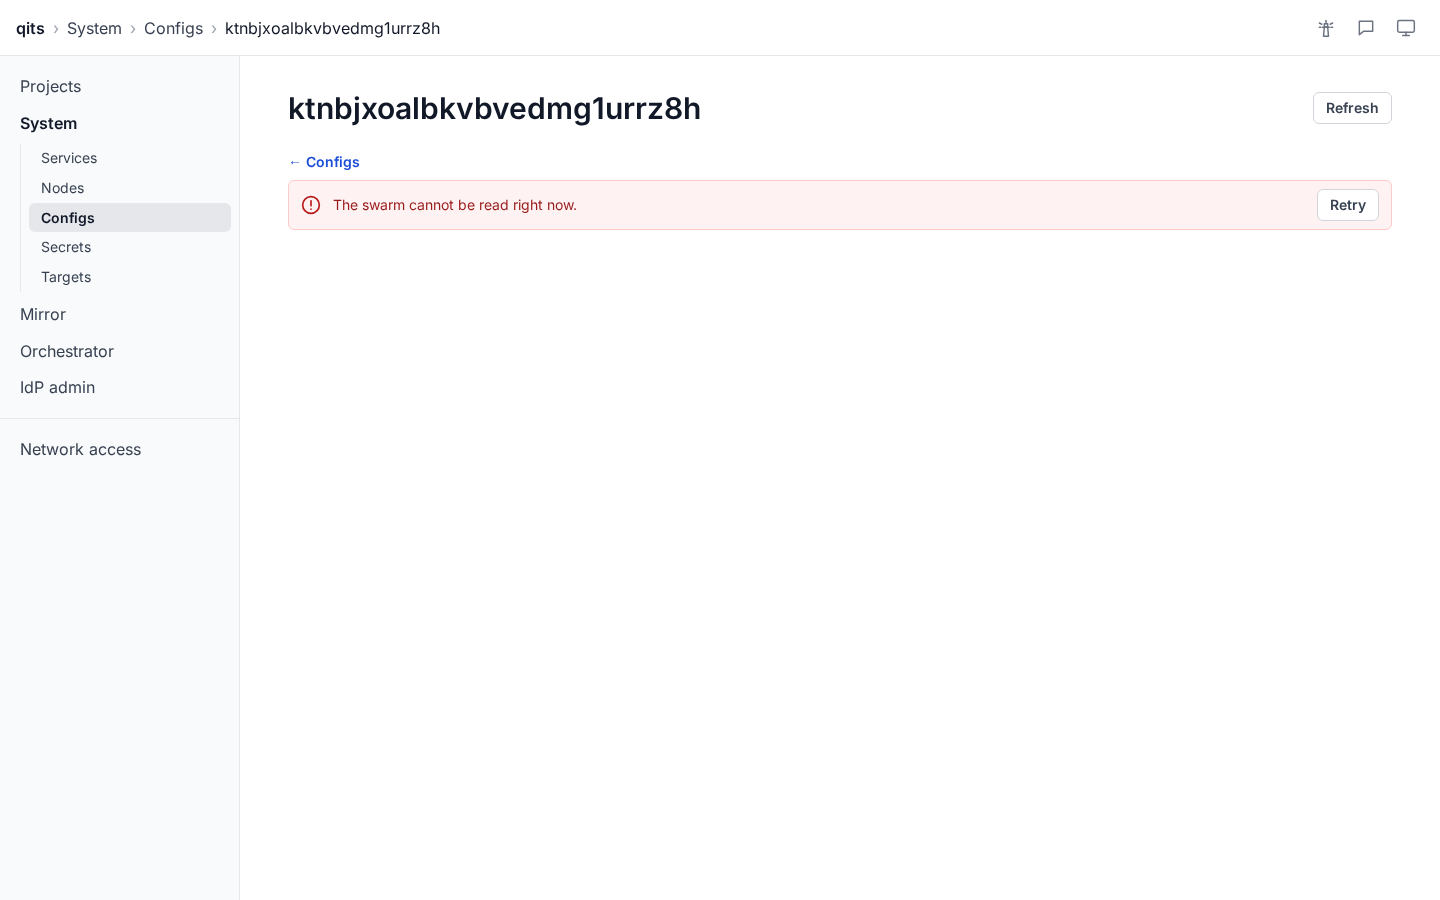 qits › System › Configs › ktnbjxoalbkvbvedmg1urrz8h
Projects
System
Services
Nodes
Configs
Secrets
Targets
Mirror
Orchestrator
IdP admin
Network access
ktnbjxoalbkvbvedmg1urrz8h
Refresh
← Configs
The swarm cannot be read right now.
Retry